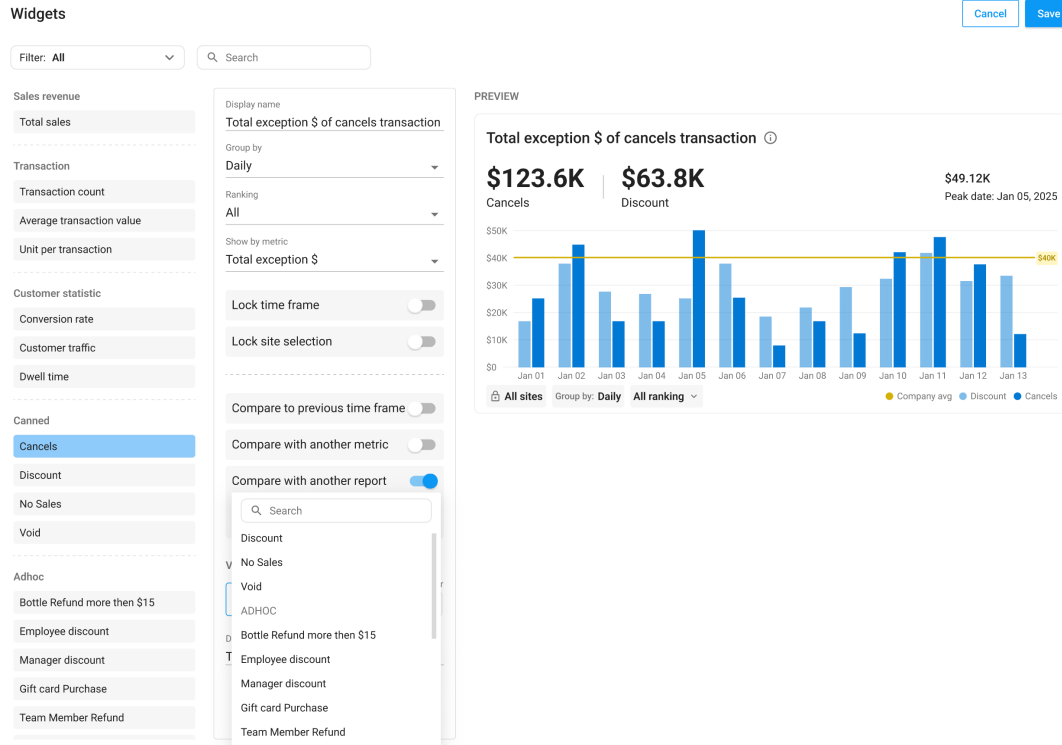 Widgets
Cancel
Save
Filter: All
Search
Sales revenue
Total sales
Transaction
Transaction count
Average transaction value
Unit per transaction
Customer statistic
Conversion rate
Customer traffic
Dwell time
Canned
Cancels
Discount
No Sales
Void
Adhoc
Bottle Refund more then $15
Employee discount
Manager discount
Gift card Purchase
Team Member Refund
Display name
Total exception $ of cancels transaction
Group by
Daily
Ranking
All
Show by metric
Total exception $
Lock time frame
Lock site selection
Compare to previous time frame
Compare with another metric
Compare with another report
Search
Discount
No Sales
Void
ADHOC
Bottle Refund more then $15
Employee discount
Manager discount
Gift card Purchase
Team Member Refund
PREVIEW
Total exception $ of cancels transaction
$123.6K
Cancels
$63.8K
Discount
$49.12K
Peak date: Jan 05, 2025
$50K
$40K
$30K
$20K
$10K
$0
$40K
Jan 01 Jan 02 Jan 03 Jan 04 Jan 05 Jan 06 Jan 07 Jan 08 Jan 09 Jan 10 Jan 11 Jan 12 Jan 13
All sites
Group by: Daily
All ranking
Company avg Discount Cancels